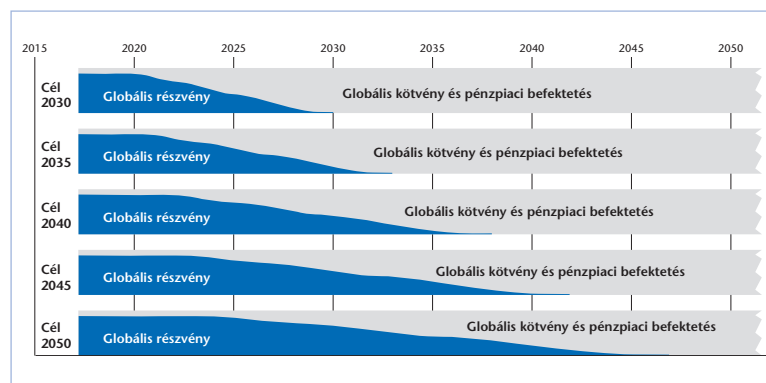 2015 2020 2025 2030 2035 2040 2045 2050
Cél
2030
Globális részvény
Globális kötvény és pénzpiaci befektetés
Cél
2035
Globális részvény
Globális kötvény és pénzpiaci befektetés
Cél
2040
Globális részvény
Globális kötvény és pénzpiaci befektetés
Cél
2045
Globális részvény
Globális kötvény és pénzpiaci befektetés
Cél
2050
Globális részvény
Globális kötvény és pénzpiaci befektetés